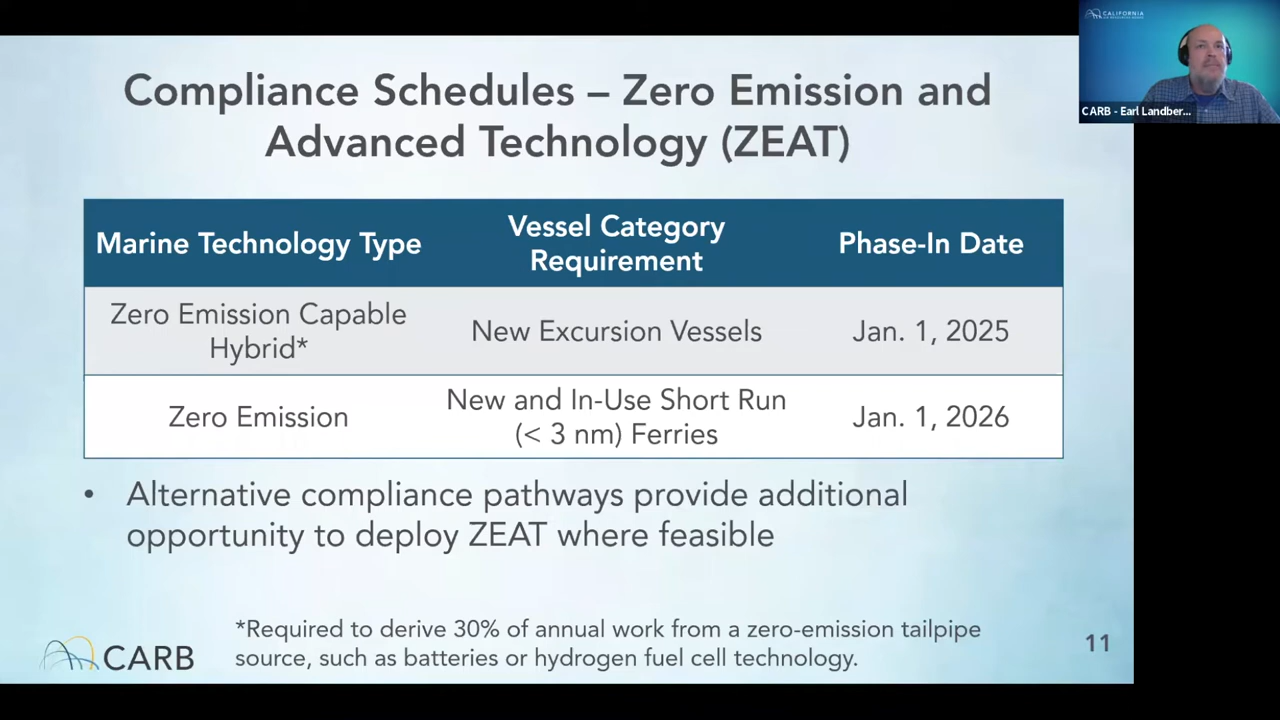 Compliance Schedules – Zero Emission and
Advanced Technology (ZEAT)
Marine Technology Type
Vessel Category
Requirement
Phase-In Date
Zero Emission Capable
Hybrid*
New Excursion Vessels
Jan. 1, 2025
Zero Emission
New and In-Use Short Run
(< 3 nm) Ferries
Jan. 1, 2026
• Alternative compliance pathways provide additional
opportunity to deploy ZEAT where feasible
*Required to derive 30% of annual work from a zero-emission tailpipe
source, such as batteries or hydrogen fuel cell technology.
CARB
11
CALIFORNIA
CARB - Earl Landber...